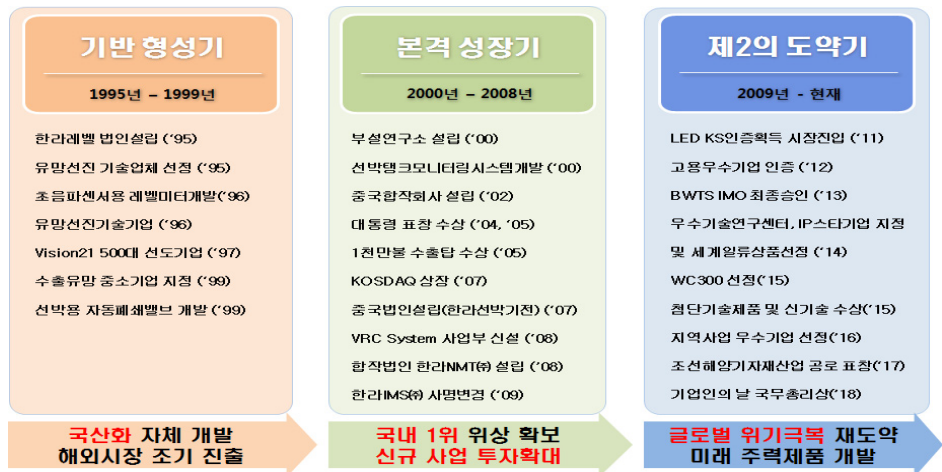 기반 형성기
1995년 – 1999년
한라레벨 법인설립 (‘95)
유망선진 기술업체 선정 (‘95)
초음파센서용 레벨미터개발(‘96)
유망선진기술기업 (‘96)
Vision21 500대 선도기업 (‘97)
수출유망 중소기업 지정 (‘99)
선박용 자동폐쇄밸브 개발 (‘99)
국산화 자체 개발
해외시장 조기 진출
본격 성장기
2000년 – 2008년
부설연구소 설립 (‘00)
선박탱크모니터링시스템개발 (‘00)
중국합작회사 설립 (‘02)
대통령 표창 수상 (‘04, ‘05)
1천만불 수출탑 수상 (‘05)
KOSDAQ 상장 (‘07)
중국법인설립(한라선박기전) (‘07)
VRC System 사업부 신설 (‘08)
합작법인 한라NMT㈜ 설립 (‘08)
한라IMS㈜ 사명변경 (‘09)
국내 1위 위상 확보
신규 사업 투자확대
제2의 도약기
2009년 - 현재
LED KS인증획득 시장진입 (‘11)
고용우수기업 인증 (‘12)
BWTS IMO 최종승인 (‘13)
우수기술연구센터, IP스타기업 지정
및 세계일류상품선정 (‘14)
WC300 선정(‘15)
첨단기술제품 및 신기술 수상(‘15)
지역사업 우수기업 선정(‘16)
조선해양기자재산업 공로 표창(‘17)
기업인의 날 국무총리상(‘18)
글로벌 위기극복 재도약
미래 주력제품 개발